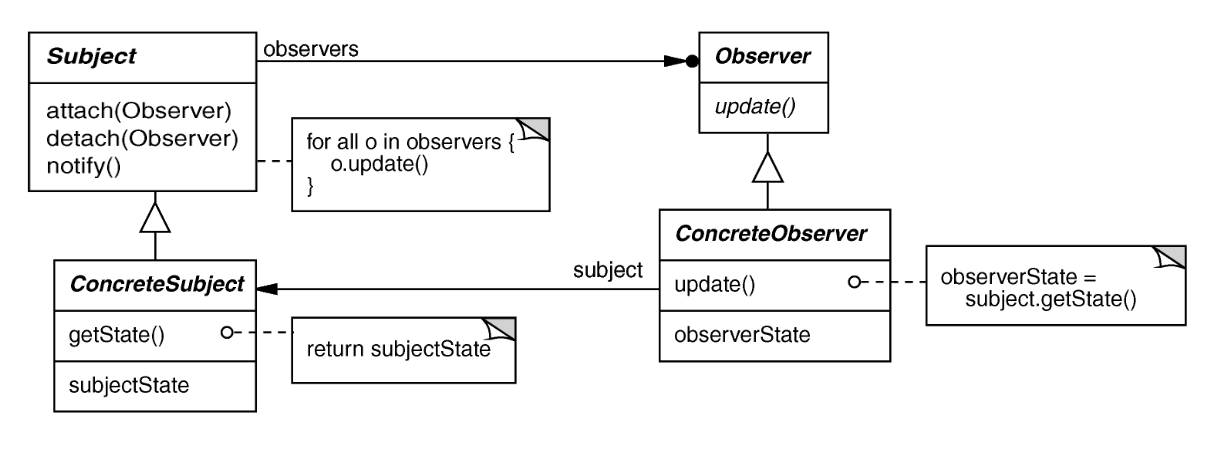 Subject
observers
Observer
attach(Observer)
detach(Observer)
notify()
update()
for all o in observers {
o.update()
}
ConcreteObserver
update()
observerState
observerState =
subject.getState()
subject
ConcreteSubject
getState()
subjectState
return subjectState